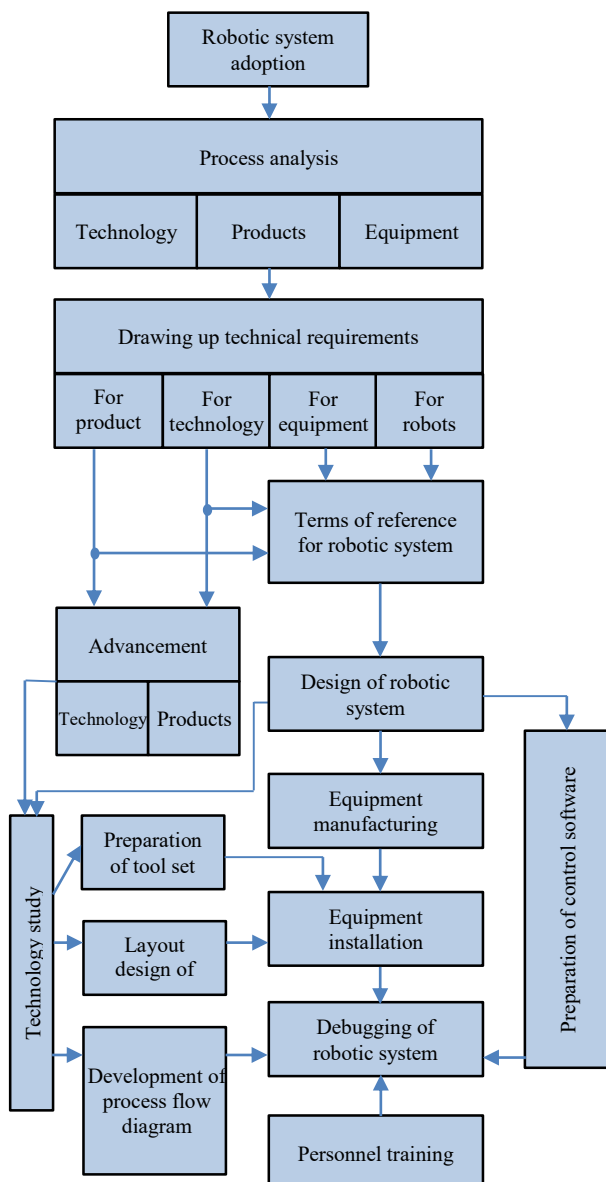 Robotic system
adoption
Process analysis
Technology
Products
Equipment
Drawing up technical requirements
For
product
For
technology
For
equipment
For
robots
Terms of reference
for robotic system
Advancement
Technology
Products
Design of robotic
system
Equipment
manufacturing
Preparation of control software
Technology study
Preparation
of tool set
Equipment
installation
Layout
design of
Debugging of
robotic system
Development of
process flow
diagram
Personnel training